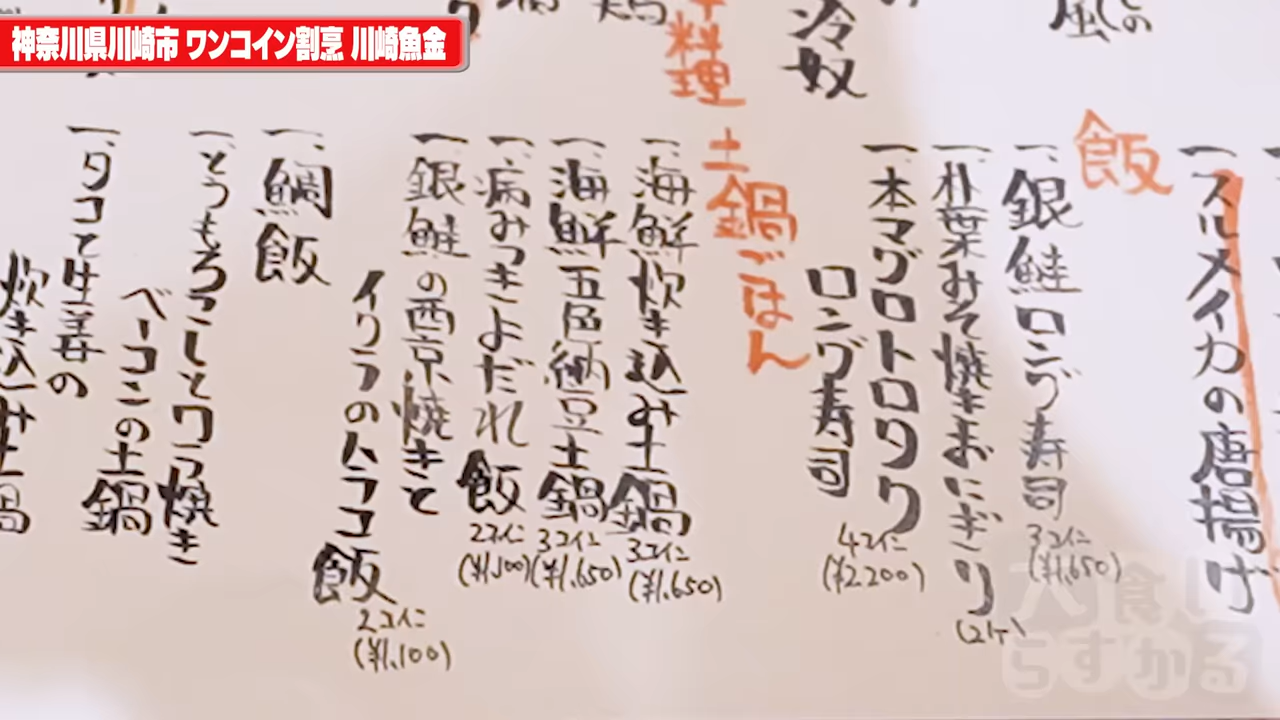 神奈川県川崎市 ワンコイン割烹 川崎魚金
冷奴
料理
一、スルメイカの唐揚げ
飯
一、銀鮭ロング寿司
3コイン
(¥1,650)
一、朴葉みそ焼きおにぎり
(2ケ)
一、本マグロトロタク
ロング寿司
4コイン
(¥2,200)
土鍋ごはん
一、海鮮炊き込み土鍋
3コイン
(¥1,650)
一、海鮮五色納豆土鍋
3コイン
(¥1,650)
一、病みつきよだれ飯
2コイン
(¥1,100)
一、銀鮭の西京焼きと
イクラのハラコ飯
2コイン
(¥1,100)
一、鯛飯
一、とうもろこしとワラ焼き
ベーコンの土鍋
一、タコと生姜の
炊き込み土鍋
大食い
らすかる